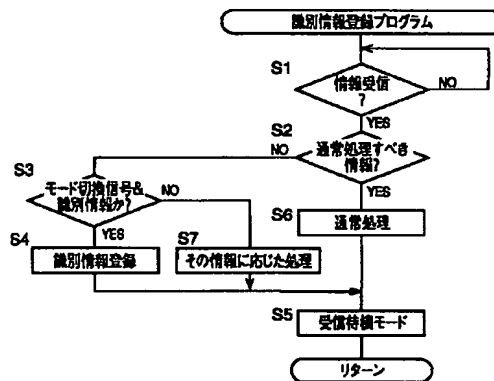 識別情報登録プログラム
S1
情報受信
?
NO
YES
S2
通常処理すべき
情報?
NO
YES
S3
モード切換信号&
識別情報か?
NO
YES
S6
通常処理
S4
識別情報登録
S7
その情報に応じた処理
S5
受信待機モード
リターン